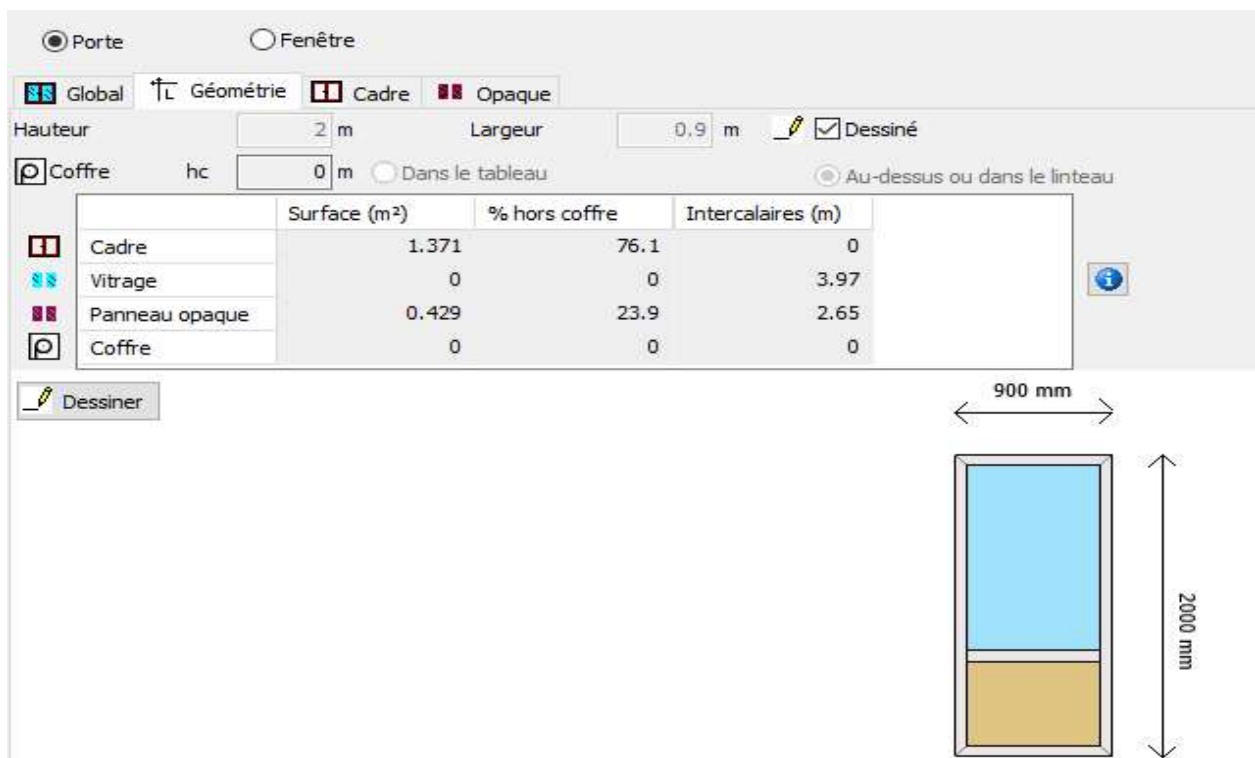 Porte Fenêtre
Global Géométrie Cadre Opaque
Hauteur 2 m Largeur 0.9 m Dessiné
Coffre hc 0 m Dans le tableau Au-dessus ou dans le linteau
Surface (m²) % hors coffre Intercalaires (m)
Cadre 1.371 76.1 0
Vitrage 0 0 3.97
Panneau opaque 0.429 23.9 2.65
Coffre 0 0 0
Dessiner
900 mm
2000 mm